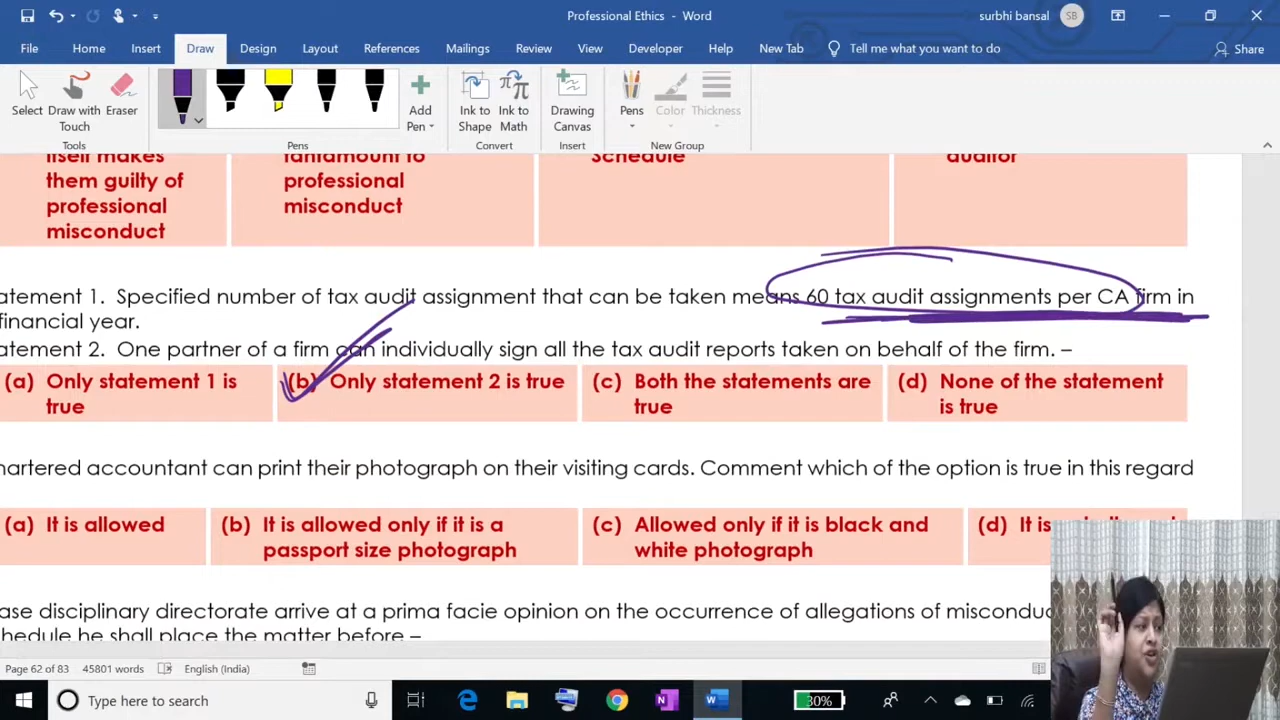 Professional Ethics - Word
surbhi bansal SB
File Home Insert Draw Design Layout References Mailings Review View Developer Help New Tab Tell me what you want to do Share
Select Draw with Touch Eraser
Add Pen
Ink to Shape Ink to Math
Drawing Canvas
Pens Color Thickness
Tools Pens Convert Insert New Group
itself makes
them guilty of
professional
misconduct
tantamount to
professional
misconduct
Schedule
auditor
atement 1. Specified number of tax audit assignment that can be taken means 60 tax audit assignments per CA firm in
financial year.
atement 2. One partner of a firm can individually sign all the tax audit reports taken on behalf of the firm. –
(a) Only statement 1 is
true
(b) Only statement 2 is true
(c) Both the statements are
true
(d) None of the statement
is true
hartered accountant can print their photograph on their visiting cards. Comment which of the option is true in this regard
(a) It is allowed
(b) It is allowed only if it is a
passport size photograph
(c) Allowed only if it is black and
white photograph
(d) It is
ase disciplinary directorate arrive at a prima facie opinion on the occurrence of allegations of miscondu
chedule he shall place the matter before –
Page 62 of 83 45801 words English (India)
Type here to search
30%